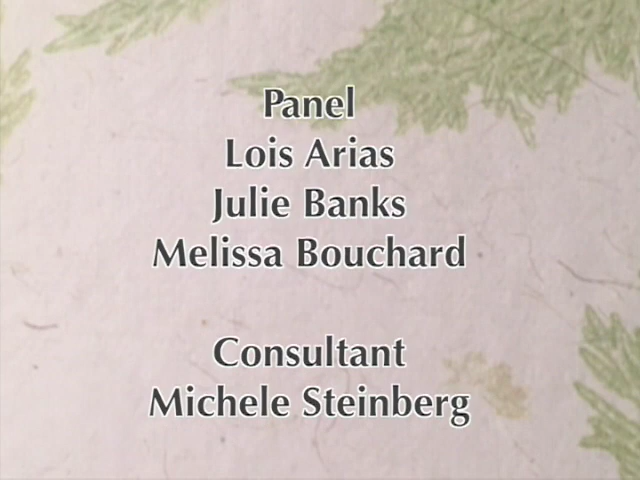 Panel
Lois Arias
Julie Banks
Melissa Bouchard
Consultant
Michele Steinberg